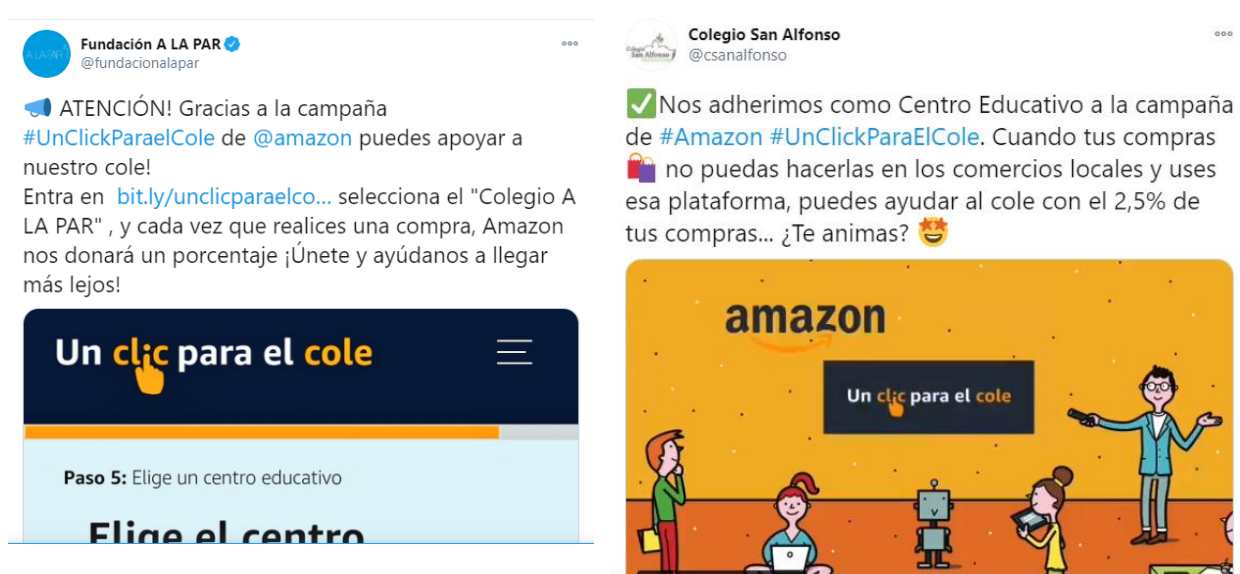 Fundación A LA PAR
@fundacionalapar
ATENCIÓN! Gracias a la campaña
#UnClickParaelCole de @amazon puedes apoyar a
nuestro cole!
Entra en bit.ly/unclicparaelco... selecciona el "Colegio A
LA PAR" , y cada vez que realices una compra, Amazon
nos donará un porcentaje ¡Únete y ayúdanos a llegar
más lejos!
Un clic para el cole
Paso 5: Elige un centro educativo
Elige el centro
Colegio San Alfonso
@csanalfonso
Nos adherimos como Centro Educativo a la campaña
de #Amazon #UnClickParaElCole. Cuando tus compras
no puedas hacerlas en los comercios locales y uses
esa plataforma, puedes ayudar al cole con el 2,5% de
tus compras... ¿Te animas?
amazon
Un clic para el cole